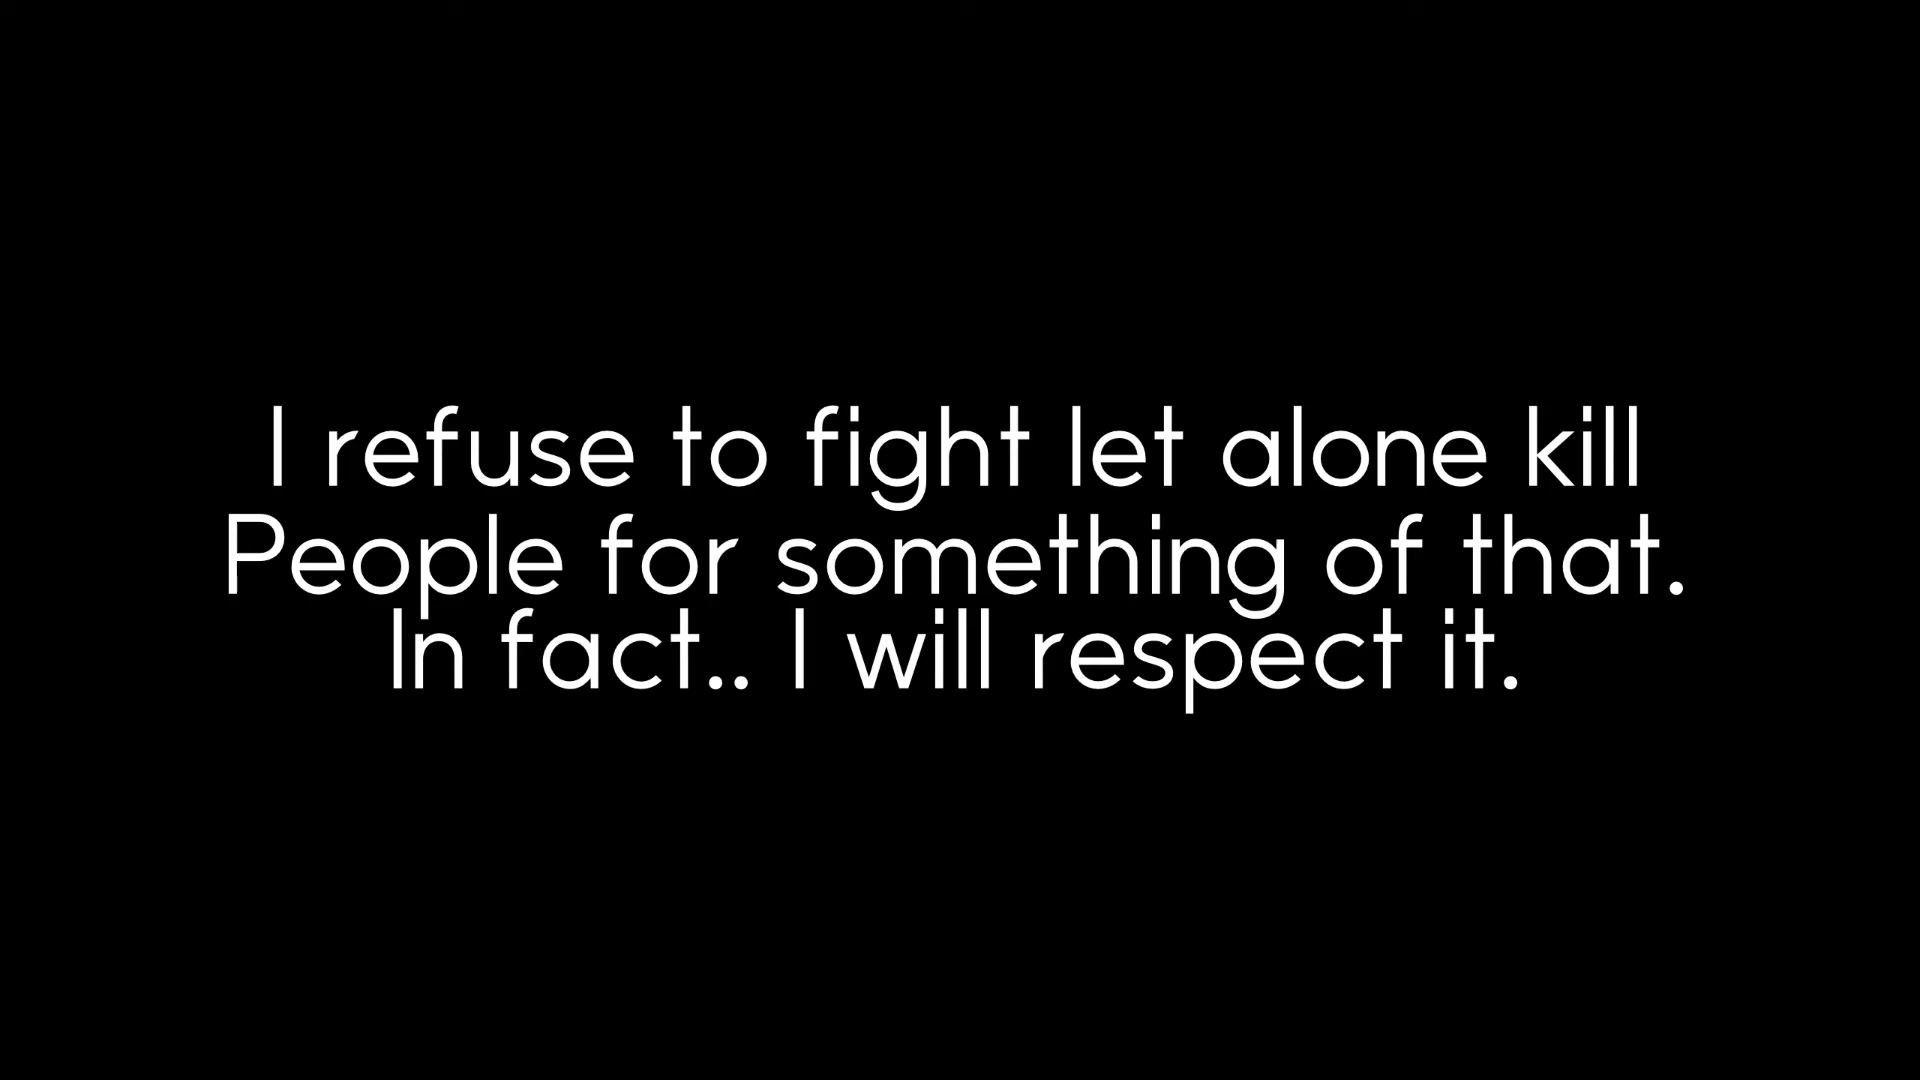 I refuse to fight let alone kill
People for something of that.
In fact.. I will respect it.